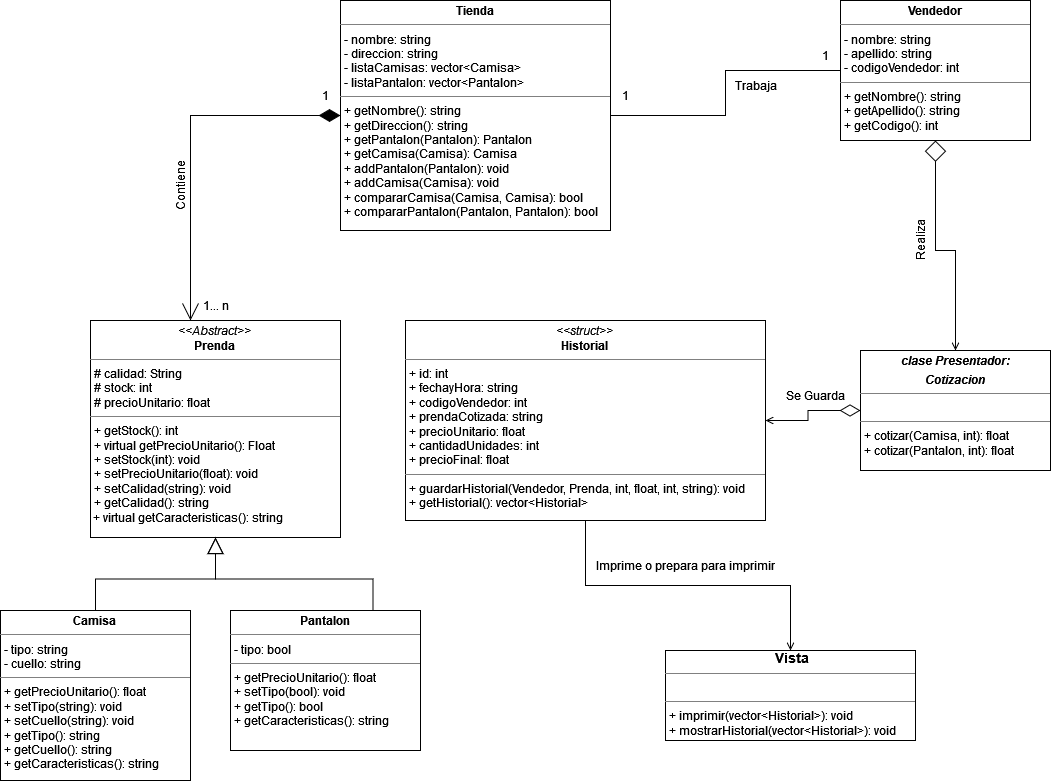 Tienda
- nombre: string
- direccion: string
- listaCamisas: vector<Camisa>
- listaPantalon: vector<Pantalon>
+ getNombre(): string
+ getDireccion(): string
+ getPantalon(Pantalon): Pantalon
+ getCamisa(Camisa): Camisa
+ addPantalon(Pantalon): void
+ addCamisa(Camisa): void
+ compararCamisa(Camisa, Camisa): bool
+ compararPantalon(Pantalon, Pantalon): bool
1
1
Trabaja
1
Vendedor
- nombre: string
- apellido: string
- codigoVendedor: int
+ getNombre(): string
+ getApellido(): string
+ getCodigo(): int
Contiene
1... n
Realiza
<<Abstract>>
Prenda
# calidad: String
# stock: int
# precioUnitario: float
+ getStock(): int
+ virtual getPrecioUnitario(): Float
+ setStock(int): void
+ setPrecioUnitario(float): void
+ setCalidad(string): void
+ getCalidad(): string
+ virtual getCaracteristicas(): string
<<struct>>
Historial
+ id: int
+ fechayHora: string
+ codigoVendedor: int
+ prendaCotizada: string
+ precioUnitario: float
+ cantidadUnidades: int
+ precioFinal: float
+ guardarHistorial(Vendedor, Prenda, int, float, int, string): void
+ getHistorial(): vector<Historial>
Se Guarda
clase Presentador:
Cotizacion
+ cotizar(Camisa, int): float
+ cotizar(Pantalon, int): float
Imprime o prepara para imprimir
Camisa
- tipo: string
- cuello: string
+ getPrecioUnitario(): float
+ setTipo(string): void
+ setCuello(string): void
+ getTipo(): string
+ getCuello(): string
+ getCaracteristicas(): string
Pantalon
- tipo: bool
+ getPrecioUnitario(): float
+ setTipo(bool): void
+ getTipo(): bool
+ getCaracteristicas(): string
Vista
+ imprimir(vector<Historial>): void
+ mostrarHistorial(vector<Historial>): void